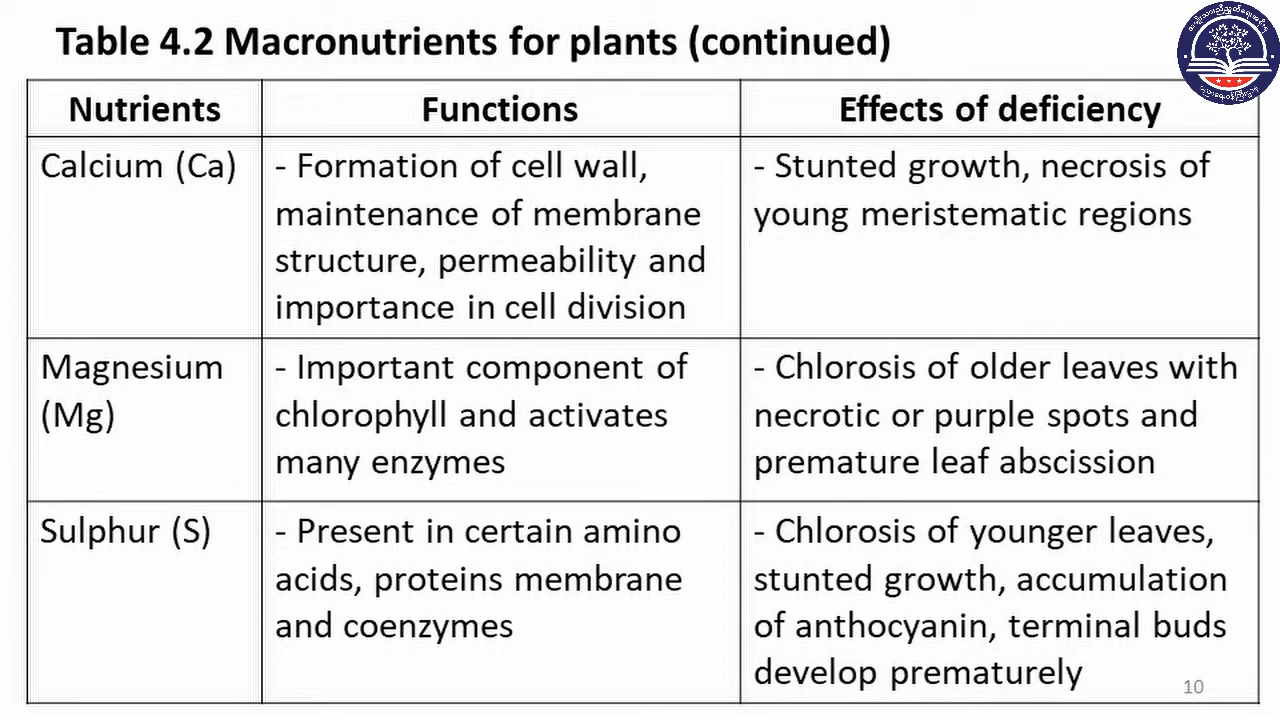 Table 4.2 Macronutrients for plants (continued)
Nutrients
Functions
Effects of deficiency
Calcium (Ca)
- Formation of cell wall,
maintenance of membrane
structure, permeability and
importance in cell division
- Stunted growth, necrosis of
young meristematic regions
Magnesium
(Mg)
- Important component of
chlorophyll and activates
many enzymes
- Chlorosis of older leaves with
necrotic or purple spots and
premature leaf abscission
Sulphur (S)
- Present in certain amino
acids, proteins membrane
and coenzymes
- Chlorosis of younger leaves,
stunted growth, accumulation
of anthocyanin, terminal buds
develop prematurely
10